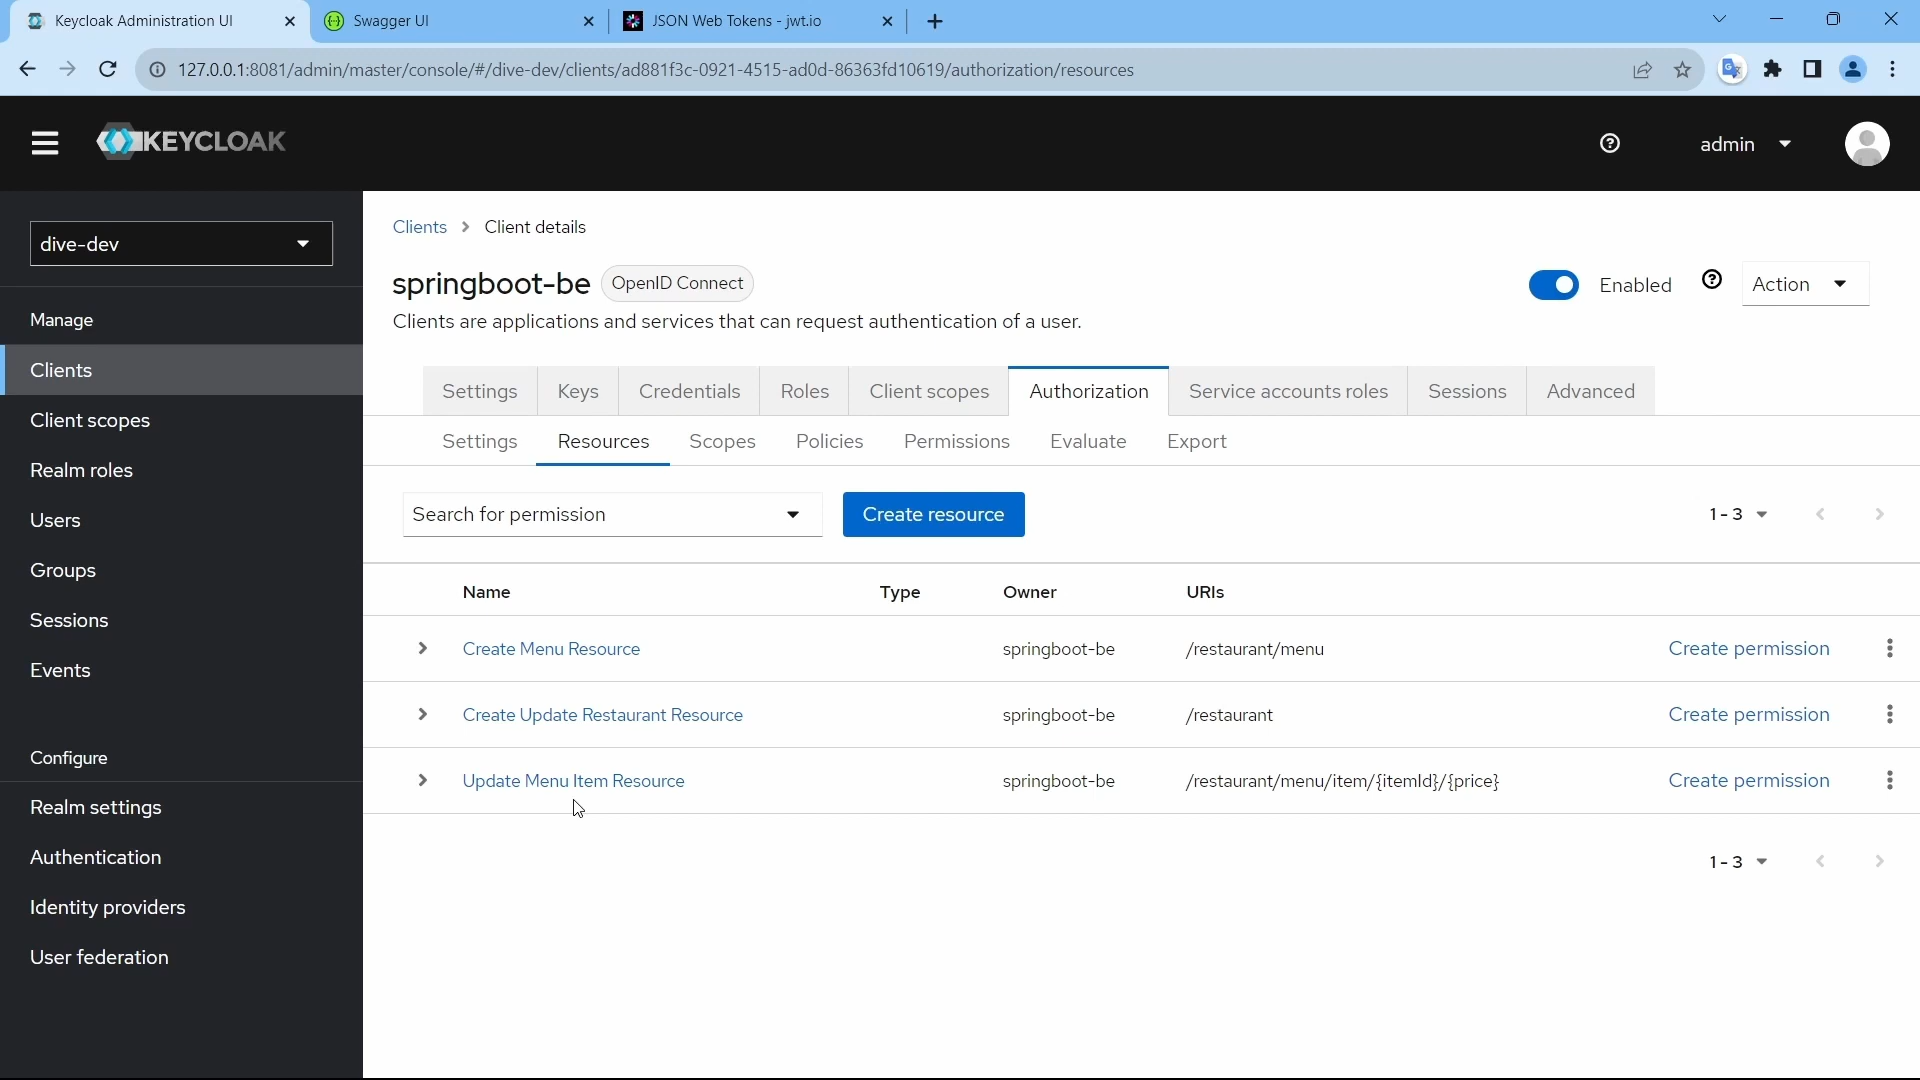 Keycloak Administration UI
Swagger UI
JSON Web Tokens - jwt.io
127.0.0.1:8081/admin/master/console/#/dive-dev/clients/ad881f3c-0921-4515-ad0d-86363fd10619/authorization/resources
KEYCLOAK
admin
dive-dev
Manage
Clients
Client scopes
Realm roles
Users
Groups
Sessions
Events
Configure
Realm settings
Authentication
Identity providers
User federation
Clients > Client details
springboot-be OpenID Connect
Enabled
Action
Clients are applications and services that can request authentication of a user.
Settings Keys Credentials Roles Client scopes Authorization Service accounts roles Sessions Advanced
Settings Resources Scopes Policies Permissions Evaluate Export
Search for permission
Create resource
1 - 3
Name Type Owner URIs
Create Menu Resource springboot-be /restaurant/menu Create permission
Create Update Restaurant Resource springboot-be /restaurant Create permission
Update Menu Item Resource springboot-be /restaurant/menu/item/{itemId}/{price} Create permission
1 - 3